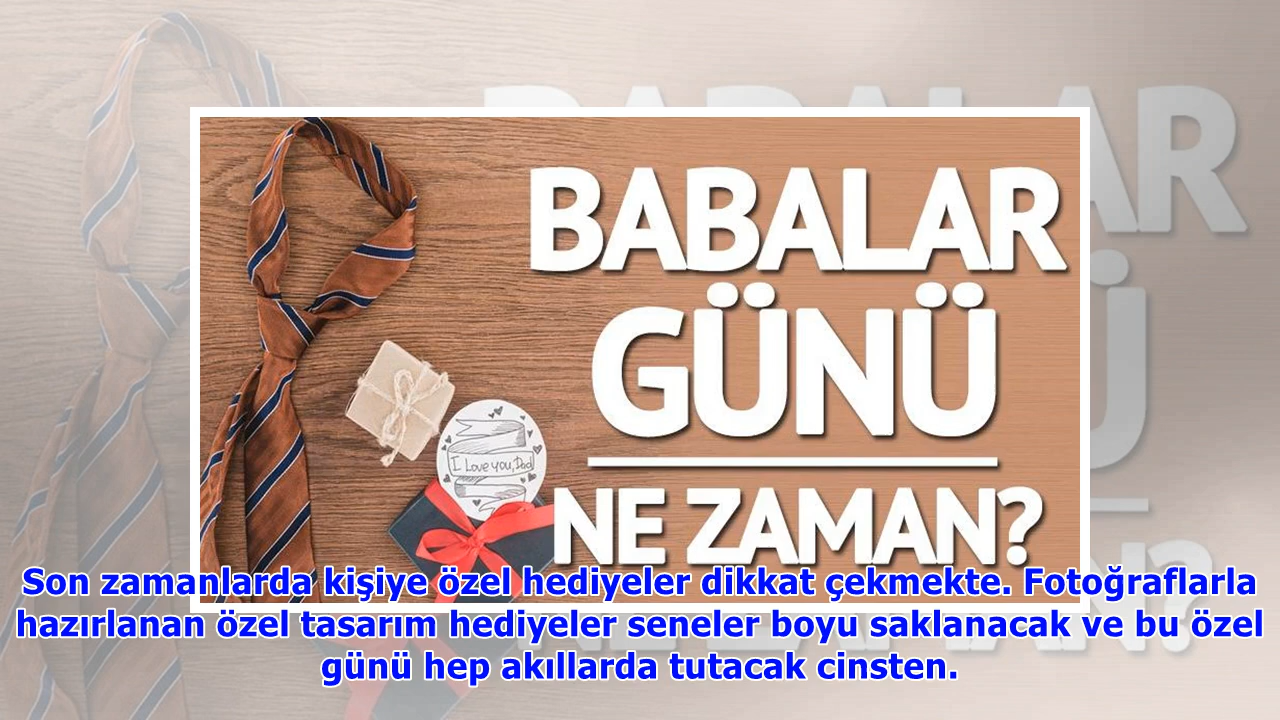 BABALAR
GÜNÜ
NE ZAMAN?
I Love you, Dad
Son zamanlarda kişiye özel hediyeler dikkat çekmekte. Fotoğraflarla
hazırlanan özel tasarım hediyeler seneler boyu saklanacak ve bu özel
günü hep akıllarda tutacak cinsten.